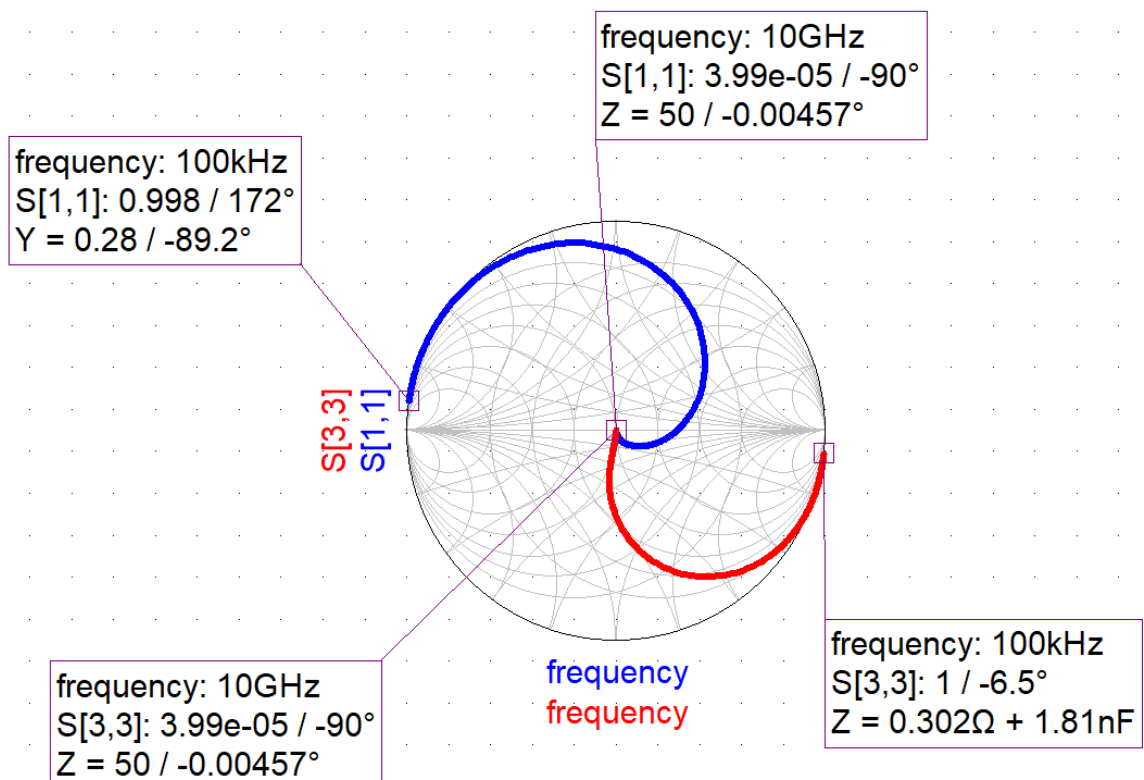 frequency: 10GHz
S[1,1]: 3.99e-05 / -90°
Z = 50 / -0.00457°
frequency: 100kHz
S[1,1]: 0.998 / 172°
Y = 0.28 / -89.2°
S[3,3]
S[1,1]
frequency: 10GHz
S[3,3]: 3.99e-05 / -90°
Z = 50 / -0.00457°
frequency
frequency
frequency: 100kHz
S[3,3]: 1 / -6.5°
Z = 0.302Ω + 1.81nF